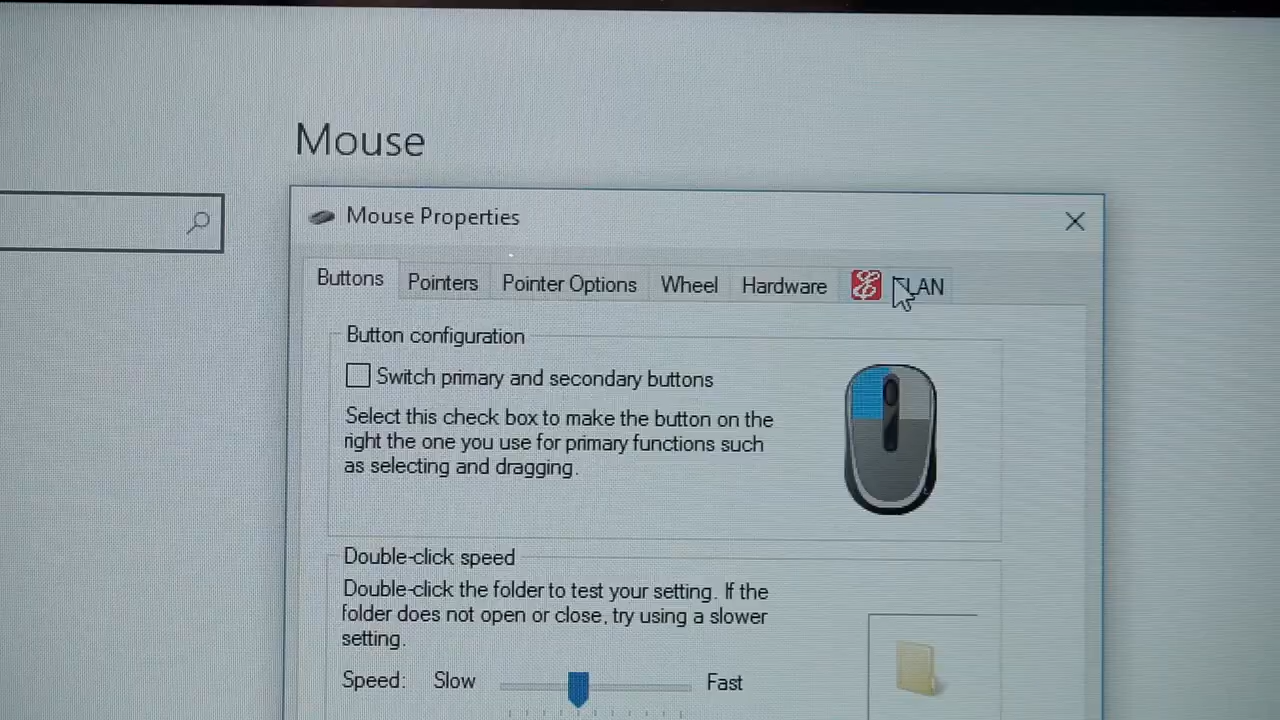 Mouse
Mouse Properties
Buttons
Pointers
Pointer Options
Wheel
Hardware
Button configuration
Switch primary and secondary buttons
Select this check box to make the button on the
right the one you use for primary functions such
as selecting and dragging.
Double-click speed
Double-click the folder to test your setting. If the
folder does not open or close, try using a slower
setting.
Speed: Slow Fast